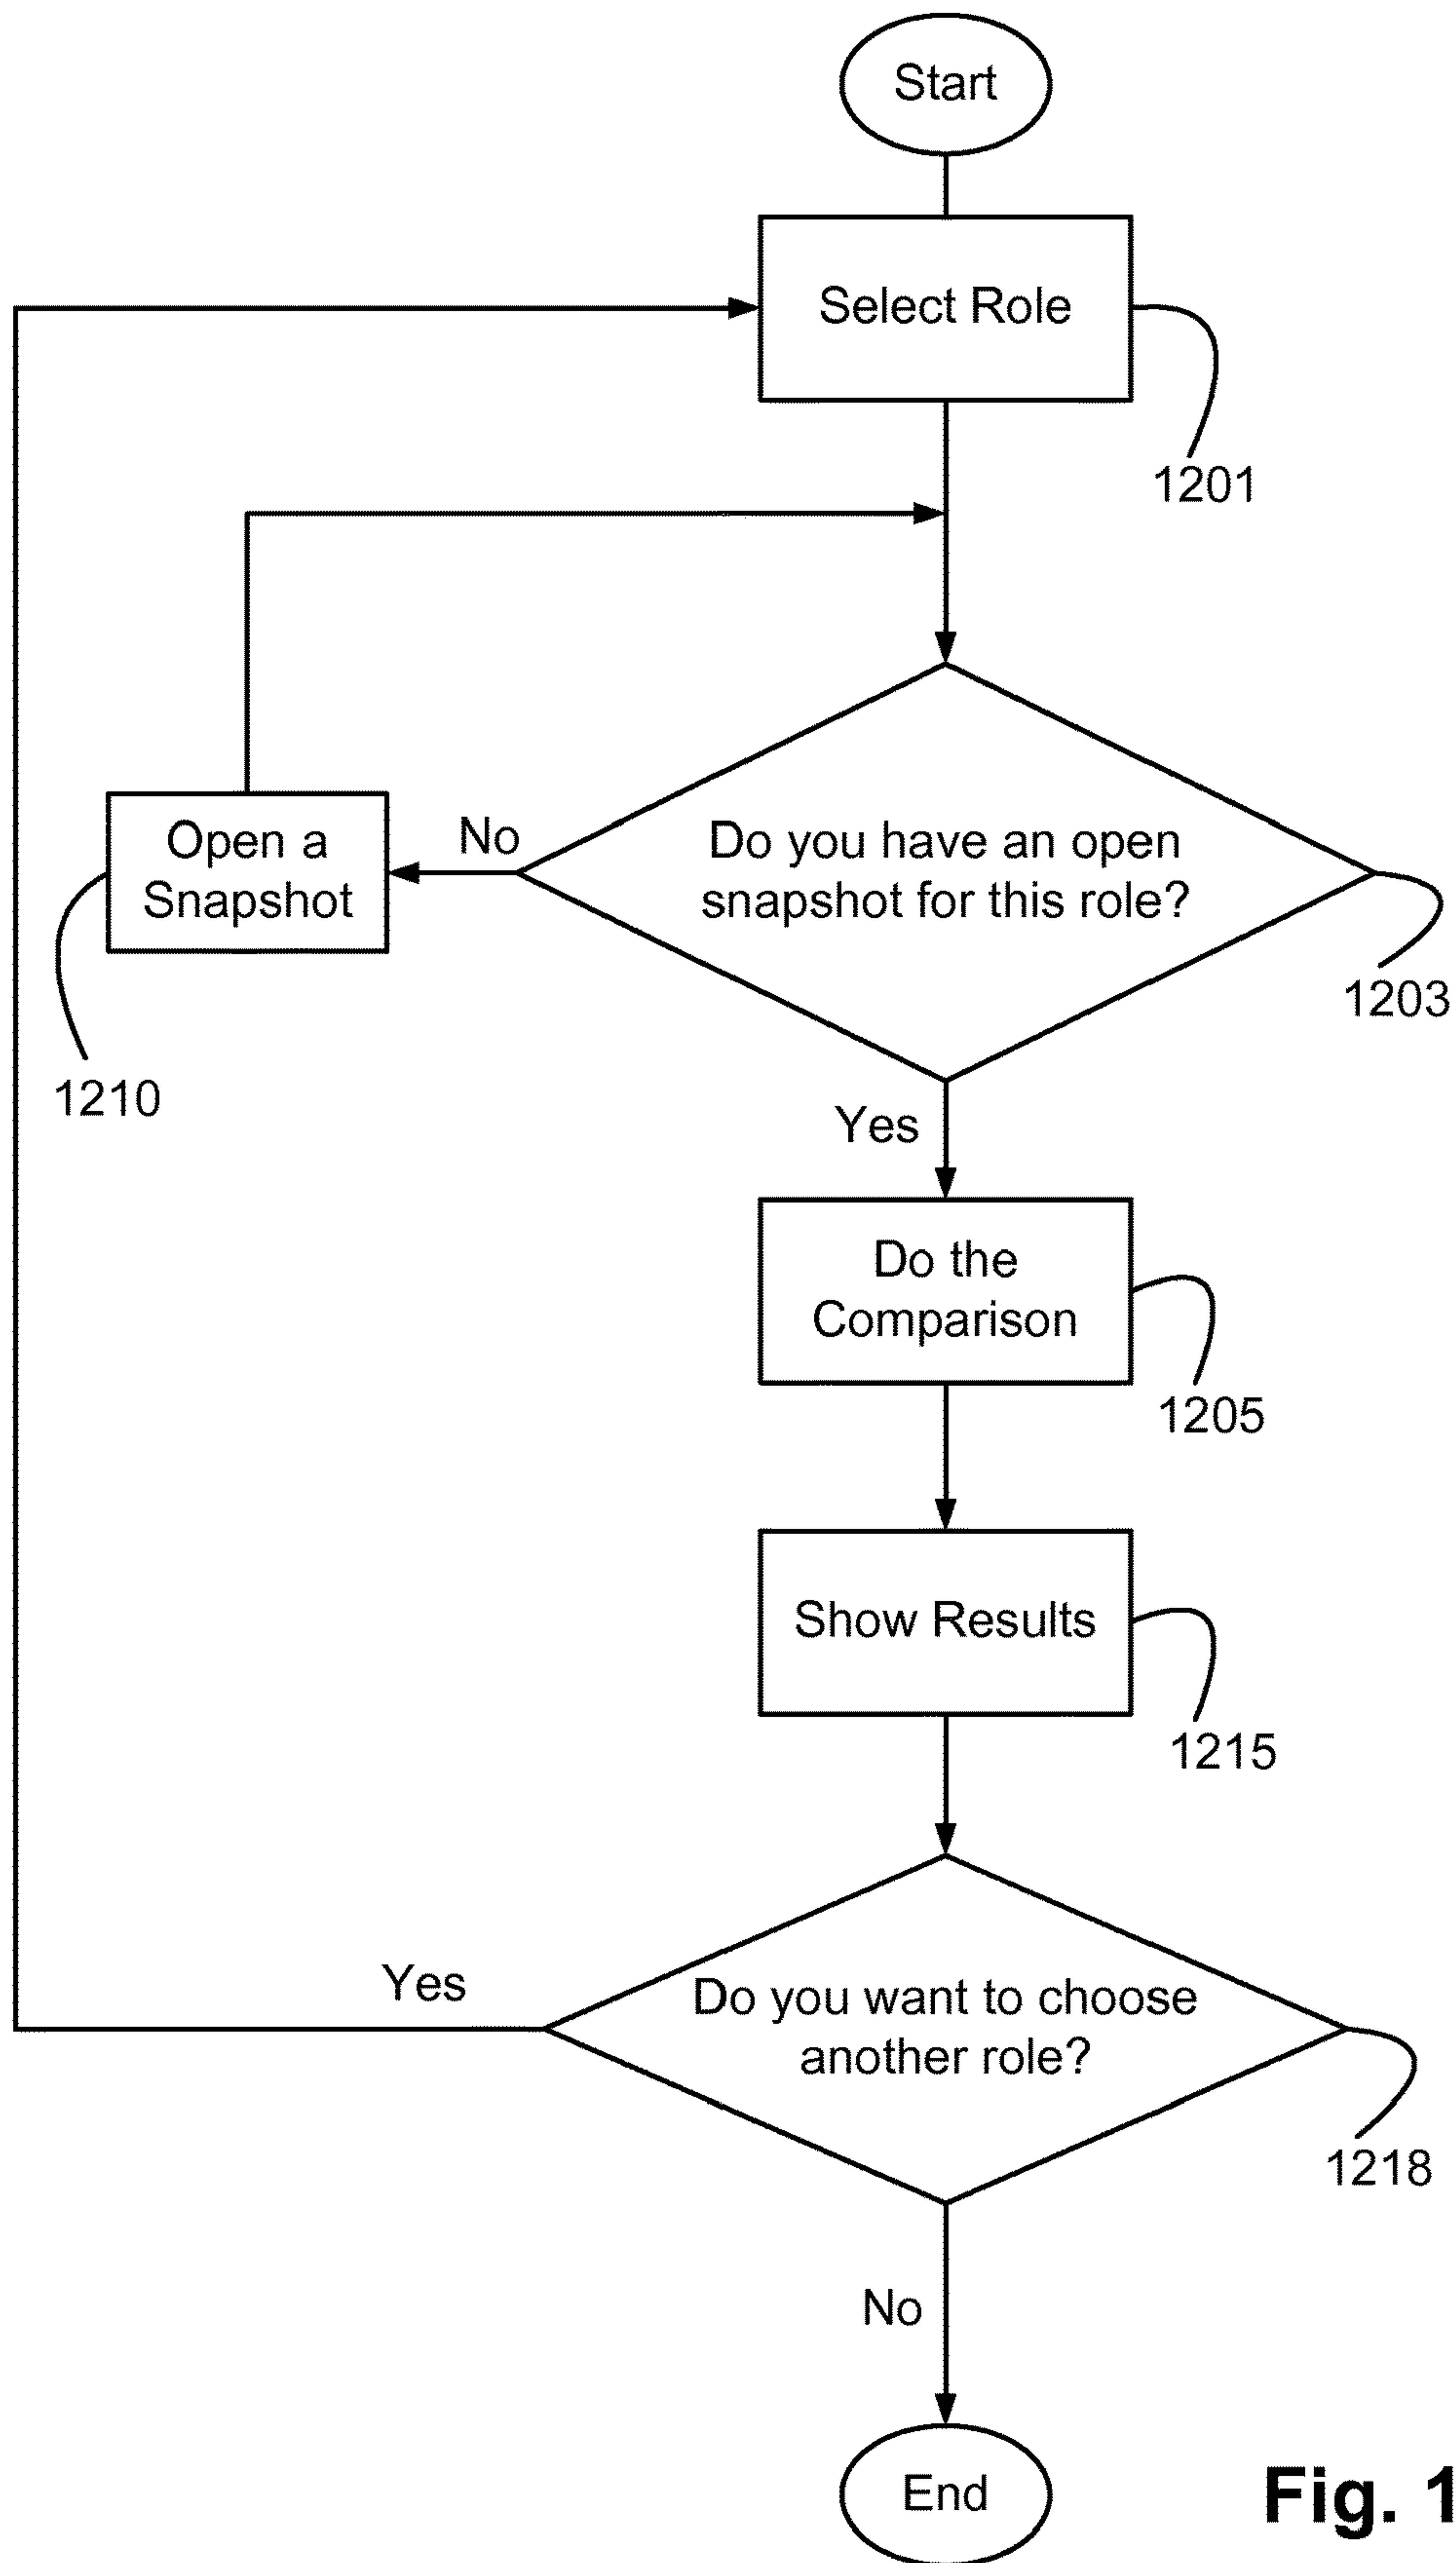 Start
Select Role
1201
Open a
Snapshot
No
Do you have an open
snapshot for this role?
1203
1210
Yes
Do the
Comparison
1205
Show Results
1215
Yes
Do you want to choose
another role?
1218
No
End
Fig. 1